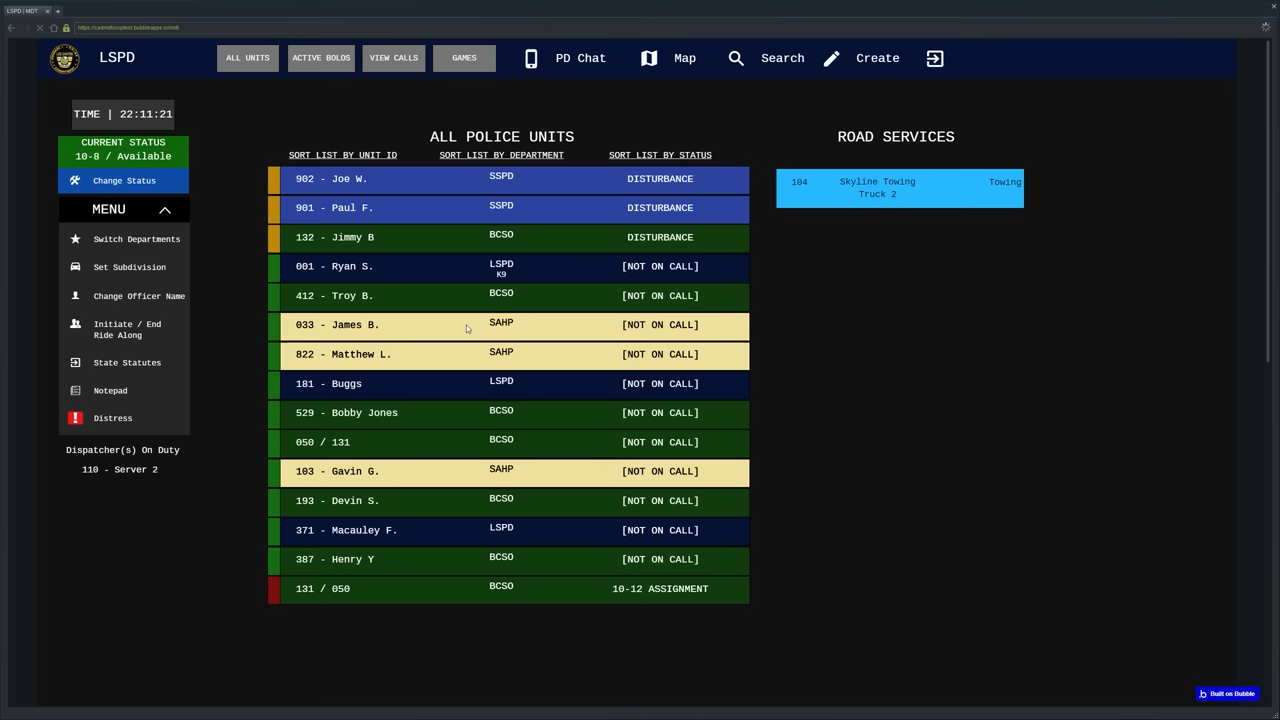 LSPD | MDT × +
https://cadmdtlscpdtest.bubbleapps.io/mdt
LSPD
ALL UNITS
ACTIVE BOLOS
VIEW CALLS
GAMES
PD Chat
Map
Search
Create
TIME | 22:11:21
CURRENT STATUS
10-8 / Available
Change Status
MENU
Switch Departments
Set Subdivision
Change Officer Name
Initiate / End
Ride Along
State Statutes
Notepad
Distress
Dispatcher(s) On Duty
110 - Server 2
ALL POLICE UNITS
SORT LIST BY UNIT ID SORT LIST BY DEPARTMENT SORT LIST BY STATUS
902 - Joe W. SSPD DISTURBANCE
901 - Paul F. SSPD DISTURBANCE
132 - Jimmy B BCSO DISTURBANCE
001 - Ryan S. LSPD [NOT ON CALL]
K9
412 - Troy B. BCSO [NOT ON CALL]
033 - James B. SAHP [NOT ON CALL]
822 - Matthew L. SAHP [NOT ON CALL]
181 - Buggs LSPD [NOT ON CALL]
529 - Bobby Jones BCSO [NOT ON CALL]
050 / 131 BCSO [NOT ON CALL]
103 - Gavin G. SAHP [NOT ON CALL]
193 - Devin S. BCSO [NOT ON CALL]
371 - Macauley F. LSPD [NOT ON CALL]
387 - Henry Y BCSO [NOT ON CALL]
131 / 050 BCSO 10-12 ASSIGNMENT
ROAD SERVICES
104 Skyline Towing Towing
Truck 2
Built on Bubble